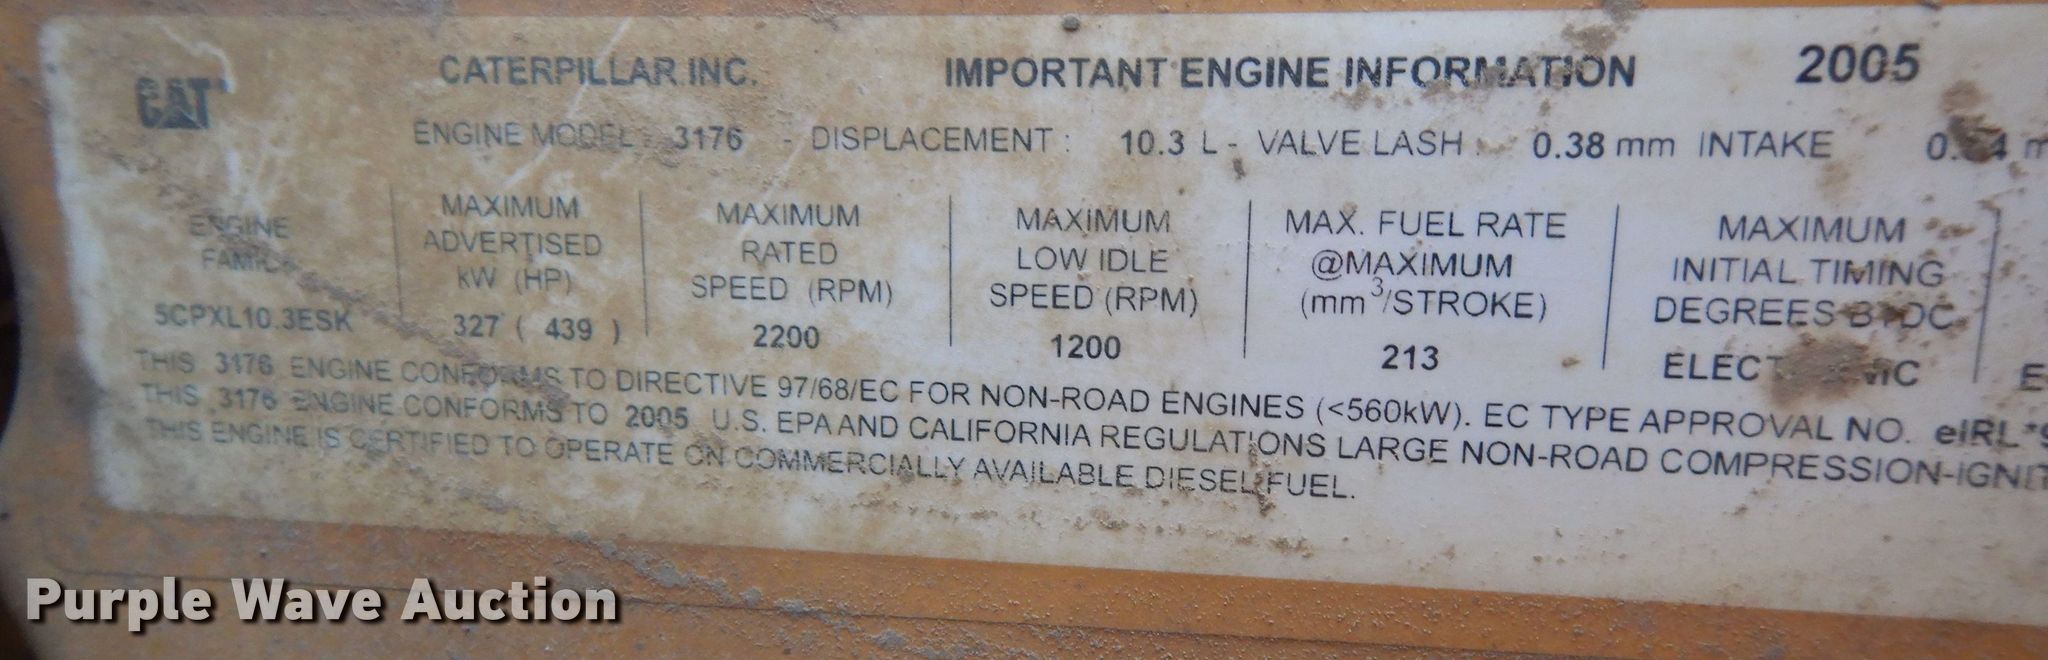 CAT CATERPILLAR INC. IMPORTANT ENGINE INFORMATION 2005
ENGINE MODEL : 3176 - DISPLACEMENT : 10.3 L - VALVE LASH : 0.38 mm INTAKE
ENGINE
FAMILY
5CPXL10.3ESK
MAXIMUM
ADVERTISED
kW (HP)
327 ( 439 )
MAXIMUM
RATED
SPEED (RPM)
2200
MAXIMUM
LOW IDLE
SPEED (RPM)
1200
MAX. FUEL RATE
@MAXIMUM
(mm3/STROKE)
213
MAXIMUM
INITIAL TIMING
DEGREES BTDC
ELECTRONIC
THIS 3176 ENGINE CONFORMS TO DIRECTIVE 97/68/EC FOR NON-ROAD ENGINES (<560kW). EC TYPE APPROVAL NO.
THIS 3176 ENGINE CONFORMS TO 2005 U.S. EPA AND CALIFORNIA REGULATIONS LARGE NON-ROAD COMPRESSION-IGNIT
THIS ENGINE IS CERTIFIED TO OPERATE ON COMMERCIALLY AVAILABLE DIESEL FUEL.
Purple Wave Auction